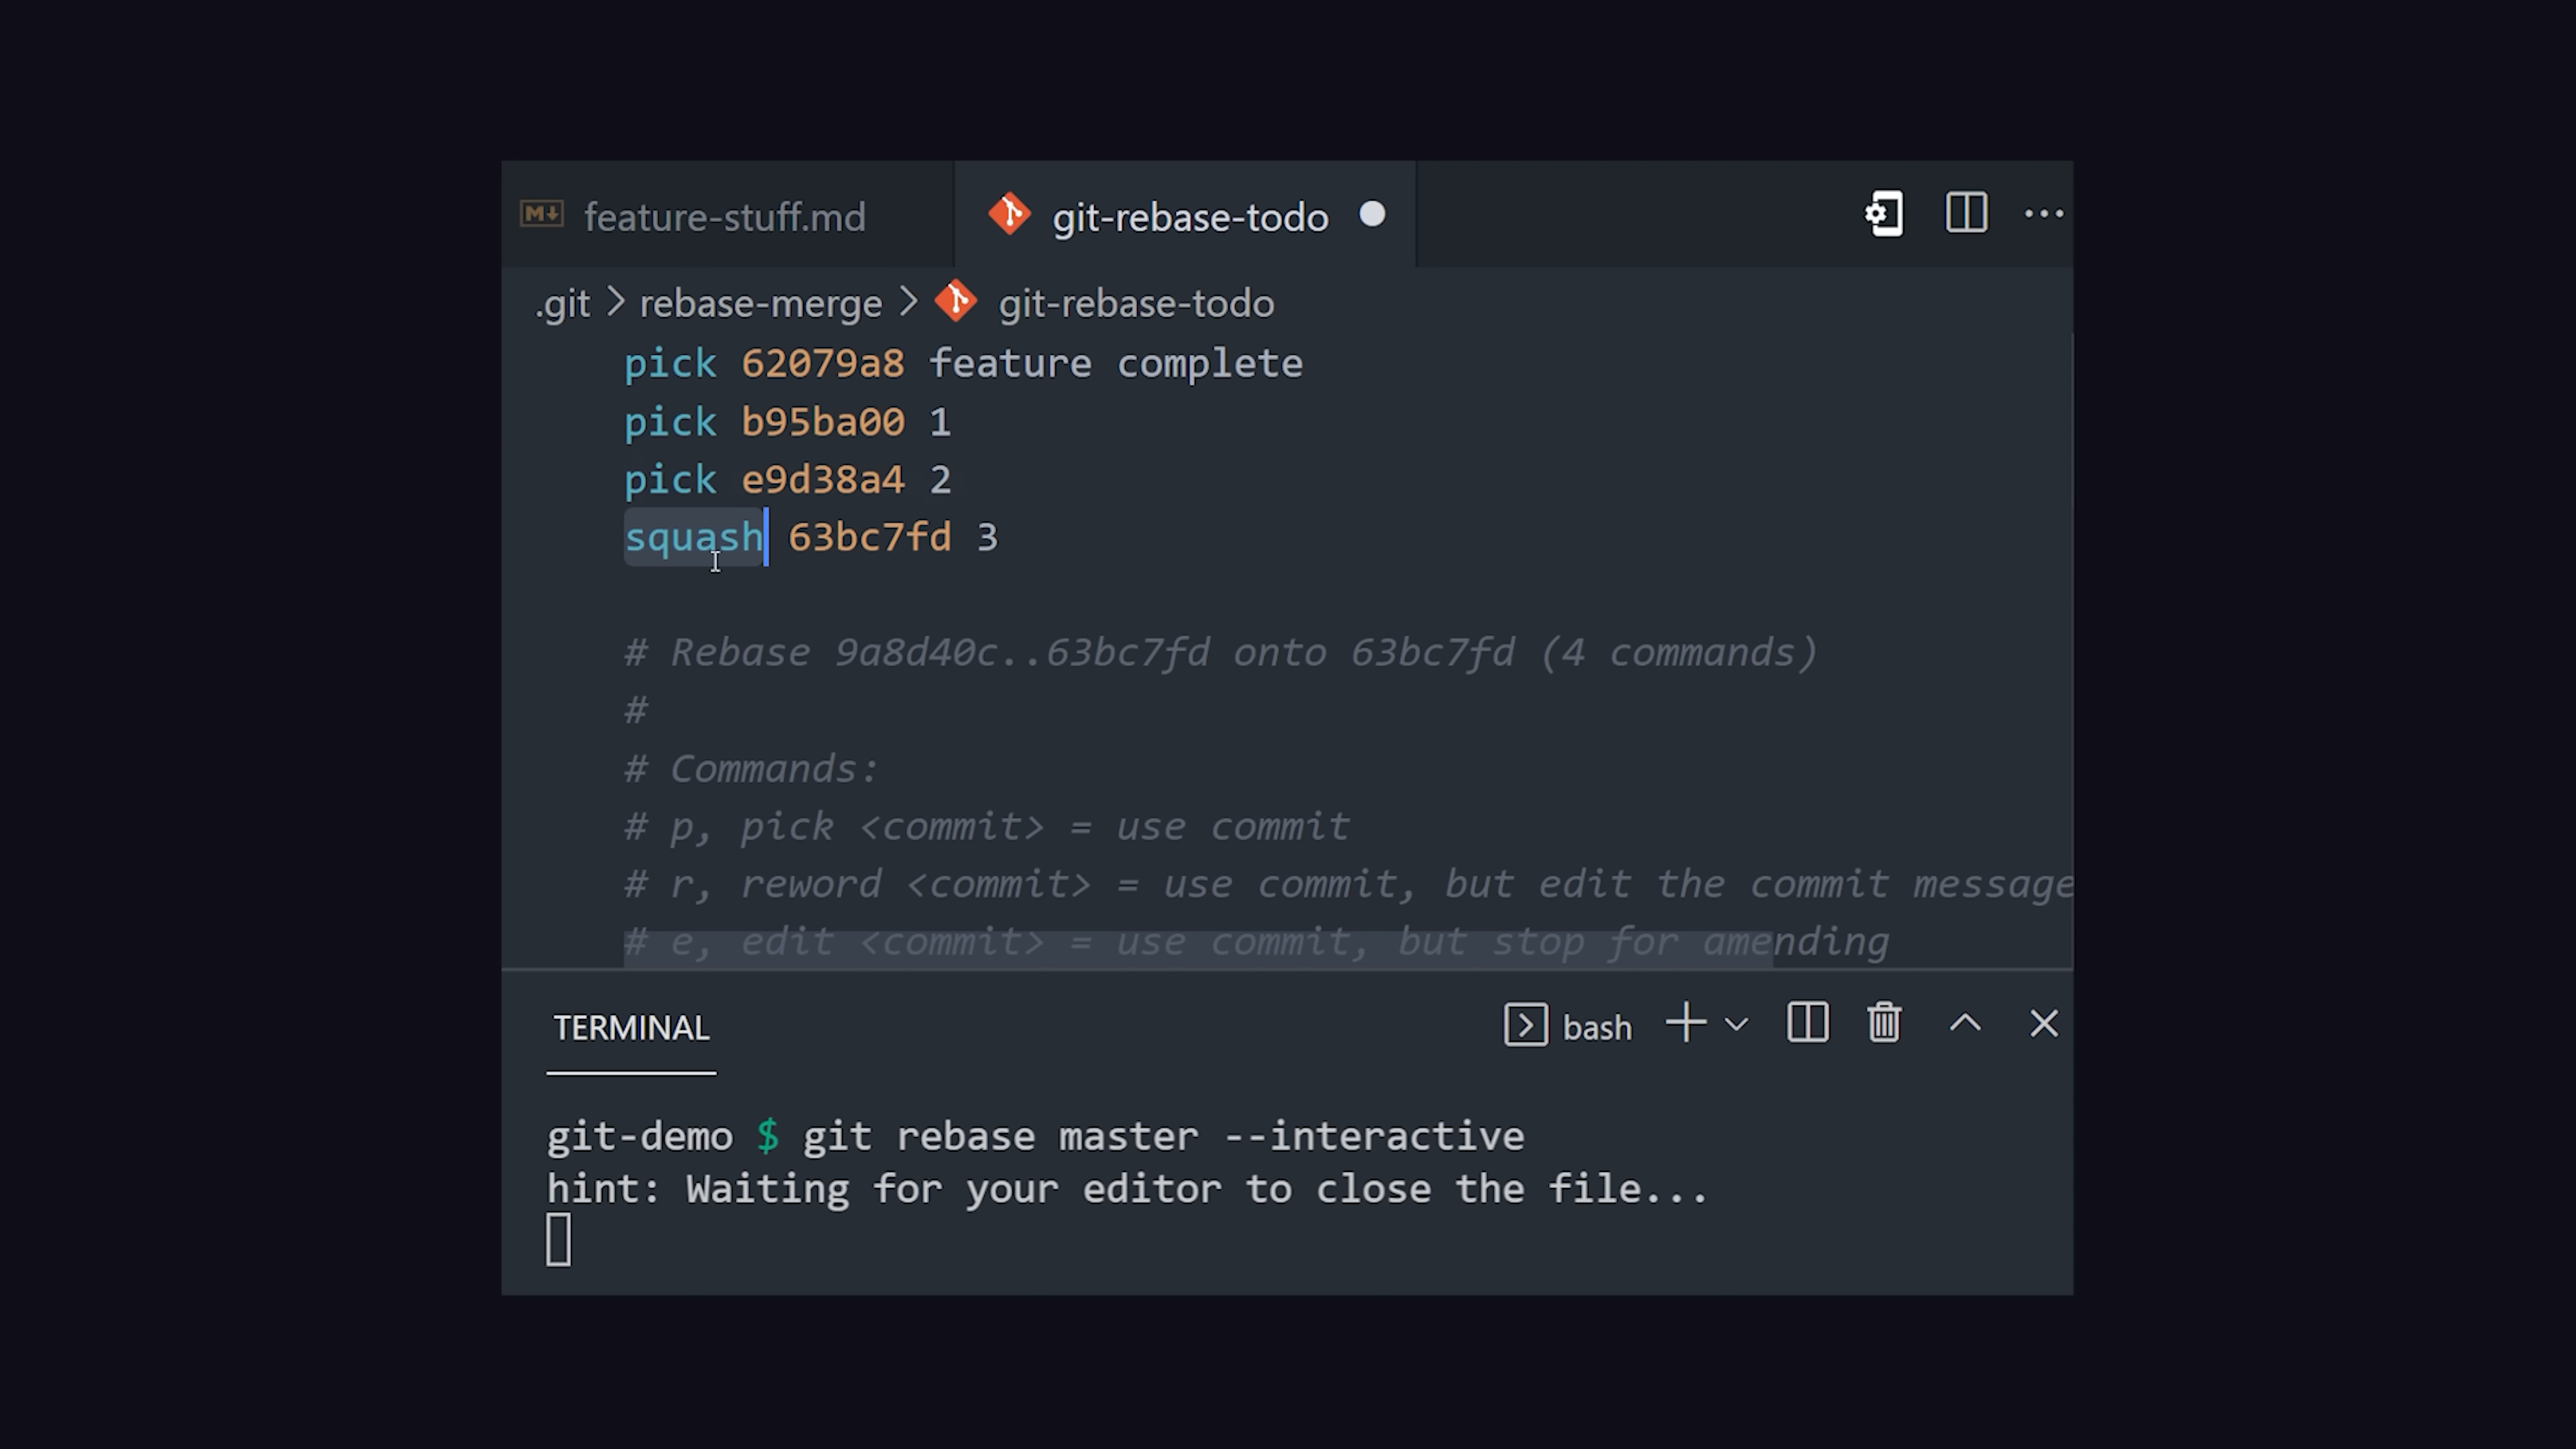 feature-stuff.md git-rebase-todo
.git > rebase-merge > git-rebase-todo
pick 62079a8 feature complete
pick b95ba00 1
pick e9d38a4 2
squash 63bc7fd 3
# Rebase 9a8d40c..63bc7fd onto 63bc7fd (4 commands)
#
# Commands:
# p, pick <commit> = use commit
# r, reword <commit> = use commit, but edit the commit message
# e, edit <commit> = use commit, but stop for amending
TERMINAL bash
git-demo $ git rebase master --interactive
hint: Waiting for your editor to close the file...